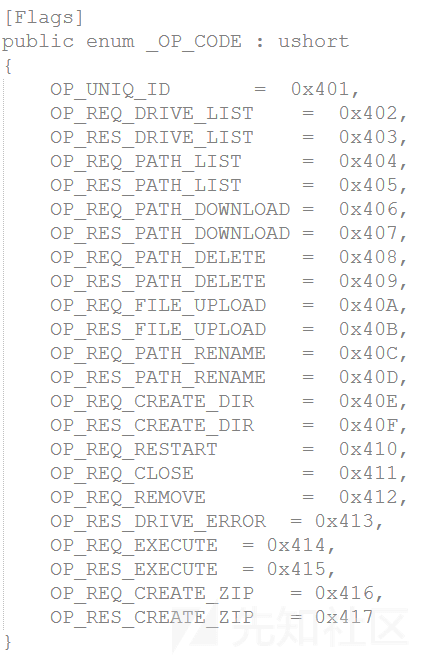 [Flags]
public enum _OP_CODE : ushort
{
OP_UNIQ_ID = 0x401,
OP_REQ_DRIVE_LIST = 0x402,
OP_RES_DRIVE_LIST = 0x403,
OP_REQ_PATH_LIST = 0x404,
OP_RES_PATH_LIST = 0x405,
OP_REQ_PATH_DOWNLOAD = 0x406,
OP_RES_PATH_DOWNLOAD = 0x407,
OP_REQ_PATH_DELETE = 0x408,
OP_RES_PATH_DELETE = 0x409,
OP_REQ_FILE_UPLOAD = 0x40A,
OP_RES_FILE_UPLOAD = 0x40B,
OP_REQ_PATH_RENAME = 0x40C,
OP_RES_PATH_RENAME = 0x40D,
OP_REQ_CREATE_DIR = 0x40E,
OP_RES_CREATE_DIR = 0x40F,
OP_REQ_RESTART = 0x410,
OP_REQ_CLOSE = 0x411,
OP_REQ_REMOVE = 0x412,
OP_RES_DRIVE_ERROR = 0x413,
OP_REQ_EXECUTE = 0x414,
OP_RES_EXECUTE = 0x415,
OP_REQ_CREATE_ZIP = 0x416,
OP_RES_CREATE_ZIP = 0x417
}
先知社区